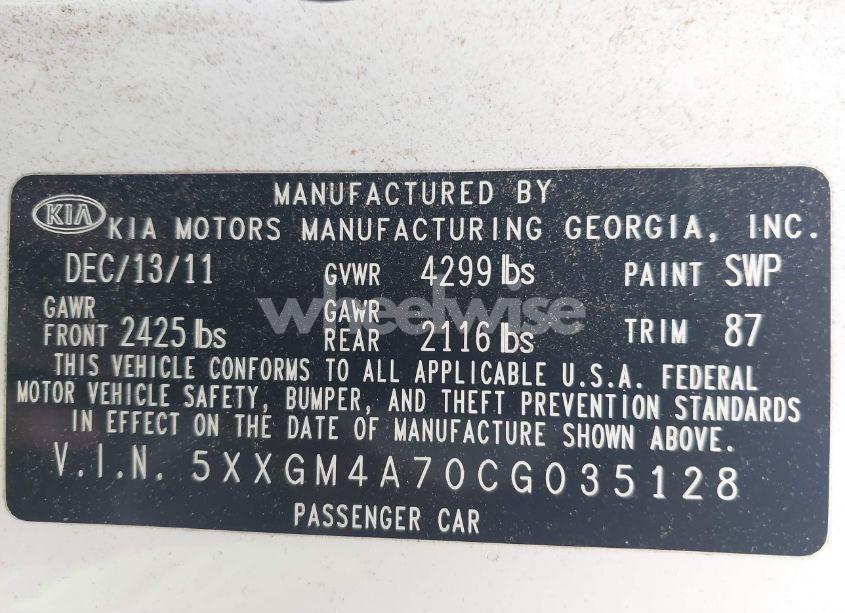 MANUFACTURED BY
KIA KIA MOTORS MANUFACTURING GEORGIA, INC.
DEC/13/11 GVWR 4299 lbs PAINT SWP
GAWR FRONT 2425 lbs GAWR REAR 2116 lbs TRIM 87
wheelwise
THIS VEHICLE CONFORMS TO ALL APPLICABLE U.S.A. FEDERAL
MOTOR VEHICLE SAFETY, BUMPER, AND THEFT PREVENTION STANDARDS
IN EFFECT ON THE DATE OF MANUFACTURE SHOWN ABOVE.
V.I.N. 5XXGM4A70CG035128
PASSENGER CAR